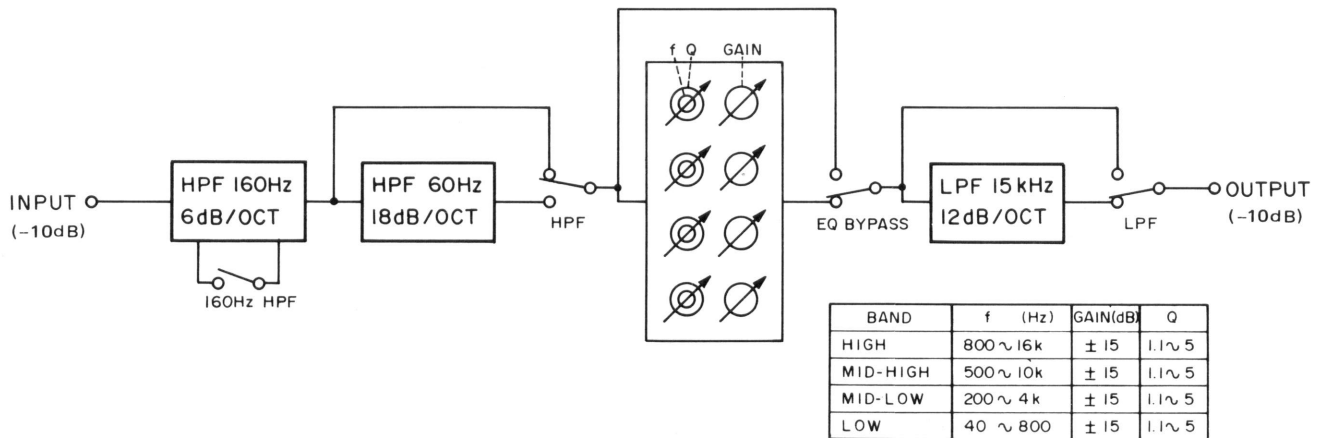 f Q GAIN
INPUT
(-10dB)
HPF 160Hz
6dB/OCT
160Hz HPF
HPF 60Hz
18dB/OCT
HPF
EQ BYPASS
LPF 15kHz
12dB/OCT
LPF
OUTPUT
(-10dB)
BAND f (Hz) GAIN(dB) Q
HIGH 800~16k ±15 1.1~5
MID-HIGH 500~10k ±15 1.1~5
MID-LOW 200~4k ±15 1.1~5
LOW 40~800 ±15 1.1~5